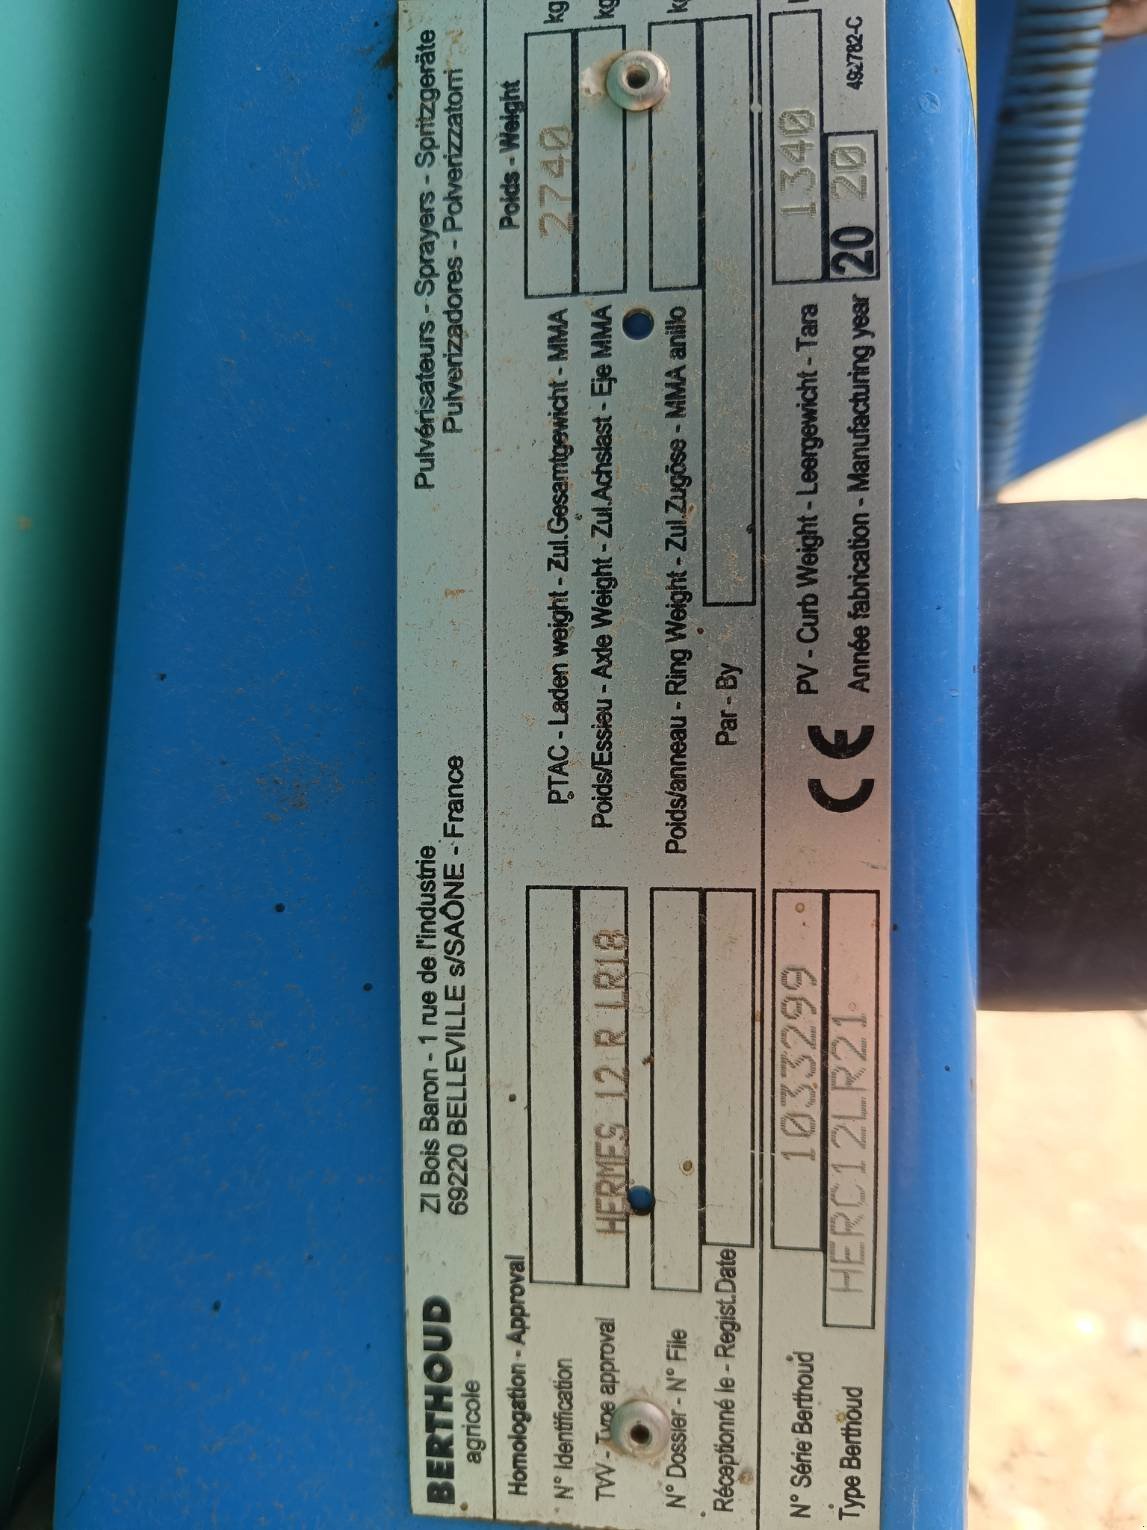 BERTHOUD
agricole
ZI Bois Baron - 1 rue de l'industrie
69220 BELLEVILLE s/SAÔNE - France
Pulvérisateurs - Sprayers - Spritzgeräte
Pulverizadores - Polverizzatorri
Homologation - Approval
Poids - Weight
N° Identification
PTAC - Laden weight - Zul.Gesamtgewicht - MMA 2740 kg
TVV - Type approval HERMES 12 R LR18
Poids/Essieu - Axle Weight - Zul.Achslast - Eje MMA kg
N° Dossier - N° File
Poids/anneau - Ring Weight - Zul.Zugöse - MMA anillo kg
Réceptionné le - Regist.Date
Par - By
N° Série Berthoud 1033299
PV - Curb Weight - Leergewicht - Tara 1340
Type Berthoud HERC12LR21
CE
Année fabrication - Manufacturing year 20 20
492782-C